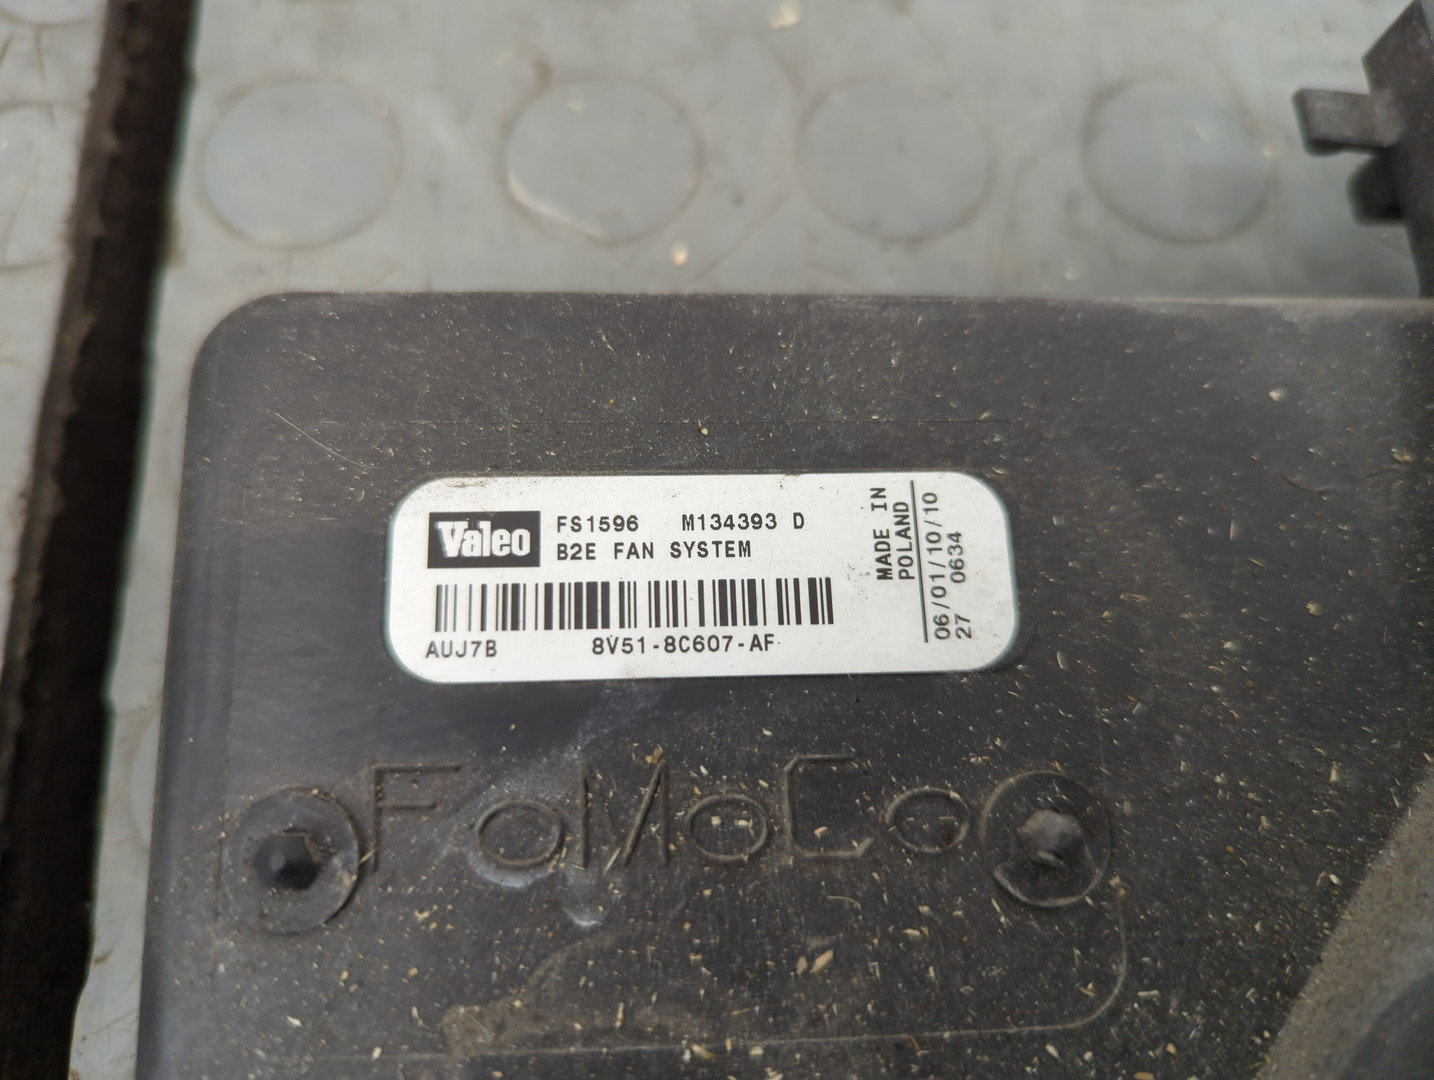 Valeo
FS1596 M134393 D
B2E FAN SYSTEM
AUJ7B 8V51-8C607-AF
MADE IN
POLAND
06/01/10/10
27 0634
FoMoCo